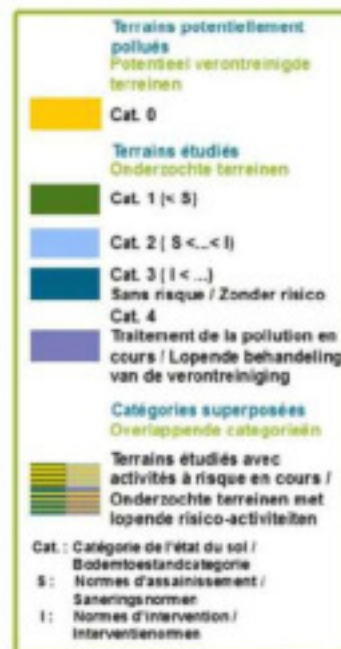 Terrains potentiellement
pollués
Potentieel verontreinigde
terreinen
Cat. 0
Terrains étudiés
Onderzochte terreinen
Cat. 1 (< S)
Cat. 2 ( S <...< I)
Cat. 3 ( I < ...)
Sans risque / Zonder risico
Cat. 4
Traitement de la pollution en
cours / Lopende behandeling
van de verontreiniging
Catégories superposées
Overlappende categorieën
Terrains étudiés avec
activités à risque en cours /
Onderzochte terreinen met
lopende risico-activiteiten
Cat. : Catégorie de l'état du sol /
Bodemtoestandcategorie
S : Normes d'assainissement /
Saneringsnormen
I : Normes d'intervention /
Interventienormen